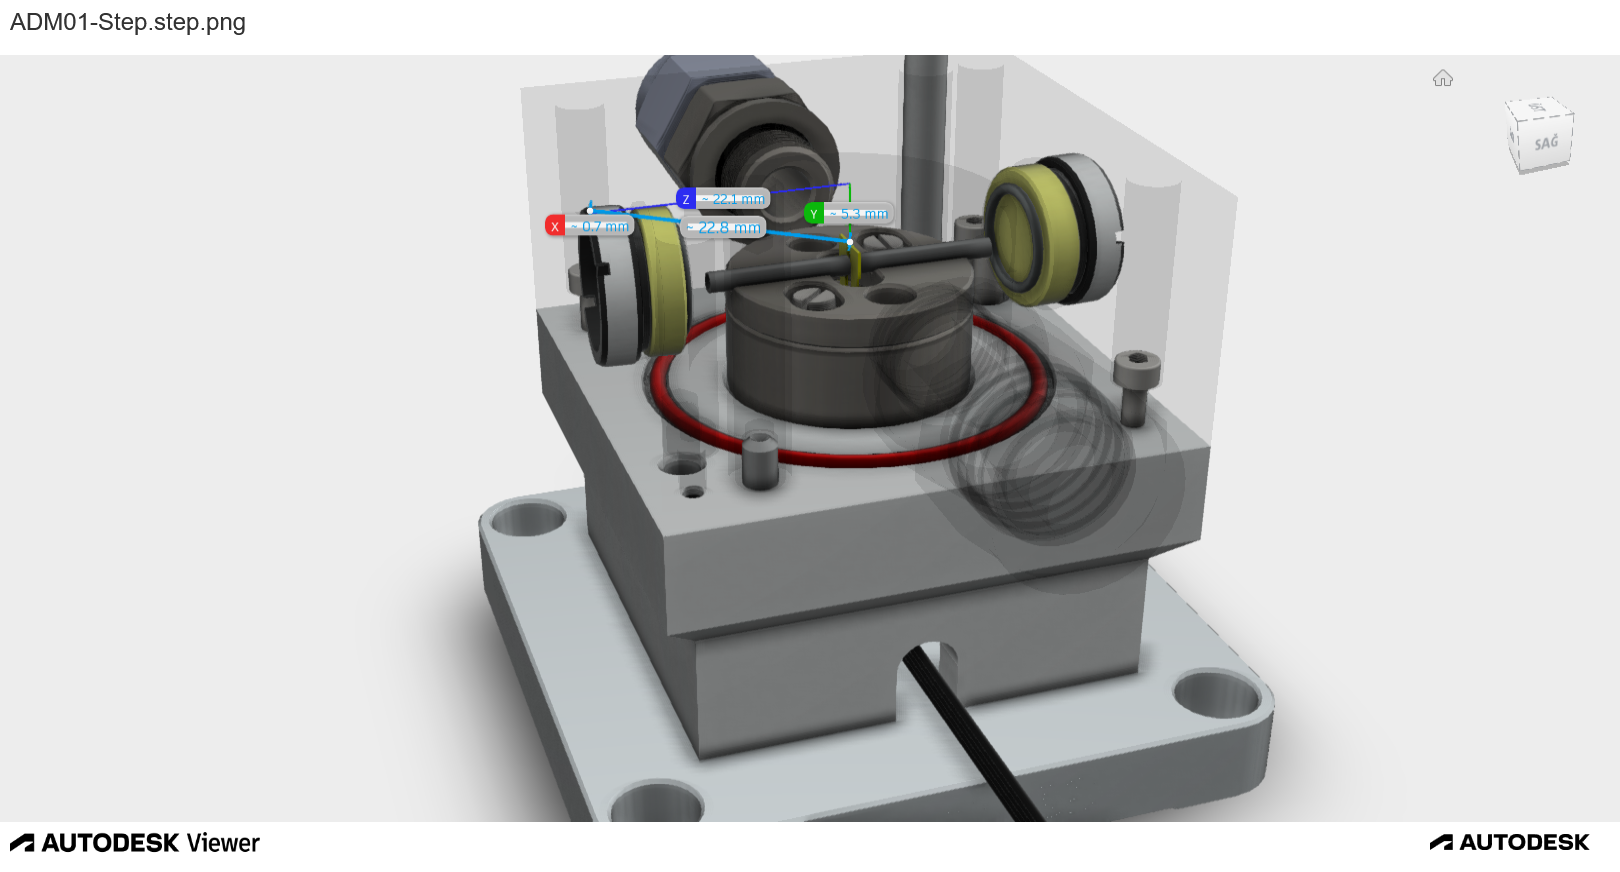 ADM01-Step.step.png
SAĞ
Z ~ 22.1 mm
Y ~ 5.3 mm
X ~ 0.7 mm
~ 22.8 mm
AUTODESK Viewer
AUTODESK